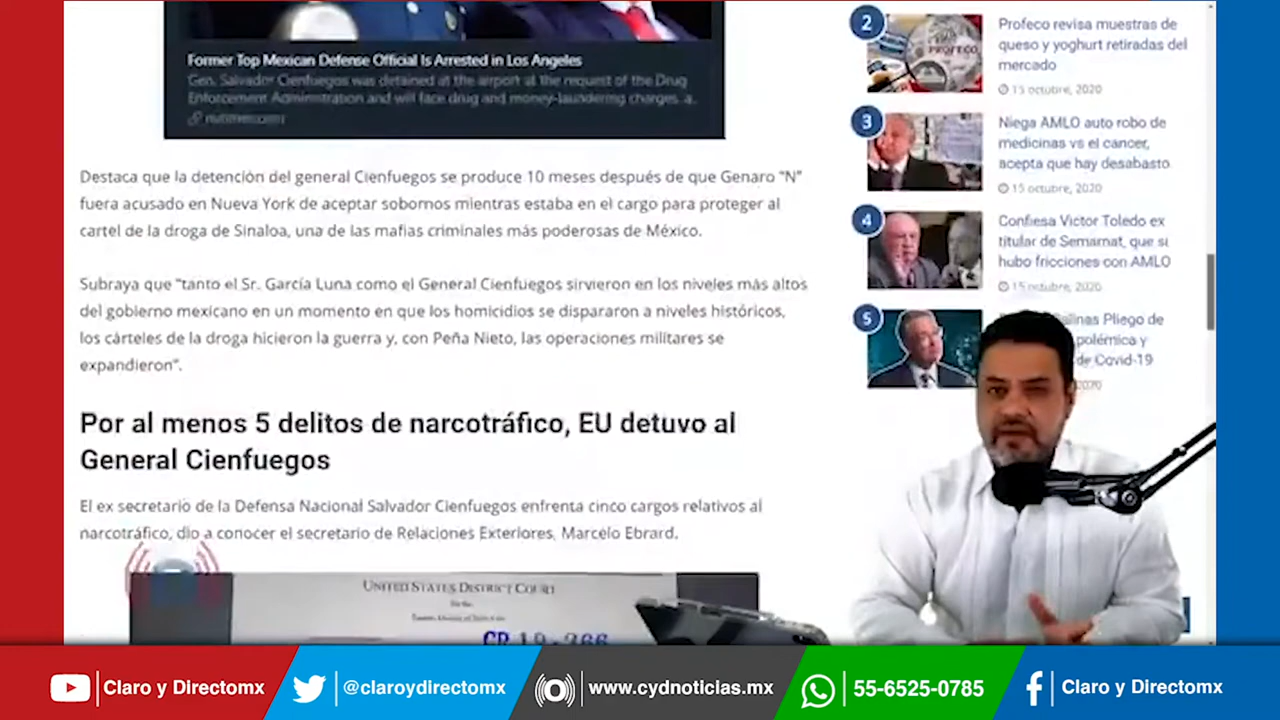 Former Top Mexican Defense Official Is Arrested in Los Angeles
Gen. Salvador Cienfuegos was detained at the airport at the request of the Drug
Enforcement Administration and will face drug and money-laundering charges, a.
nytimes.com
Destaca que la detención del general Cienfuegos se produce 10 meses después de que Genaro "N"
fuera acusado en Nueva York de aceptar sobornos mientras estaba en el cargo para proteger al
cartel de la droga de Sinaloa, una de las mafias criminales más poderosas de México.
Subraya que "tanto el Sr. García Luna como el General Cienfuegos sirvieron en los niveles más altos
del gobierno mexicano en un momento en que los homicidios se dispararon a niveles históricos,
los cárteles de la droga hicieron la guerra y, con Peña Nieto, las operaciones militares se
expandieron".
Por al menos 5 delitos de narcotráfico, EU detuvo al
General Cienfuegos
El ex secretario de la Defensa Nacional Salvador Cienfuegos enfrenta cinco cargos relativos al
narcotráfico, dio a conocer el secretario de Relaciones Exteriores, Marcelo Ebrard.
UNITED STATES DISTRICT COURT
for the
CR 19-366
2
PROFECO
Profeco revisa muestras de
queso y yoghurt retiradas del
mercado
15 octubre, 2020
3
Niega AMLO auto robo de
medicinas vs el cáncer,
acepta que hay desabasto
15 octubre, 2020
4
Confiesa Victor Toledo ex
titular de Semarnat, que si
hubo fricciones con AMLO
15 octubre, 2020
5
Salinas Pliego de
polémica y
de Covid-19
2020
Claro y Directomx
@claroydirectomx
www.cydnoticias.mx
55-6525-0785
Claro y Directomx